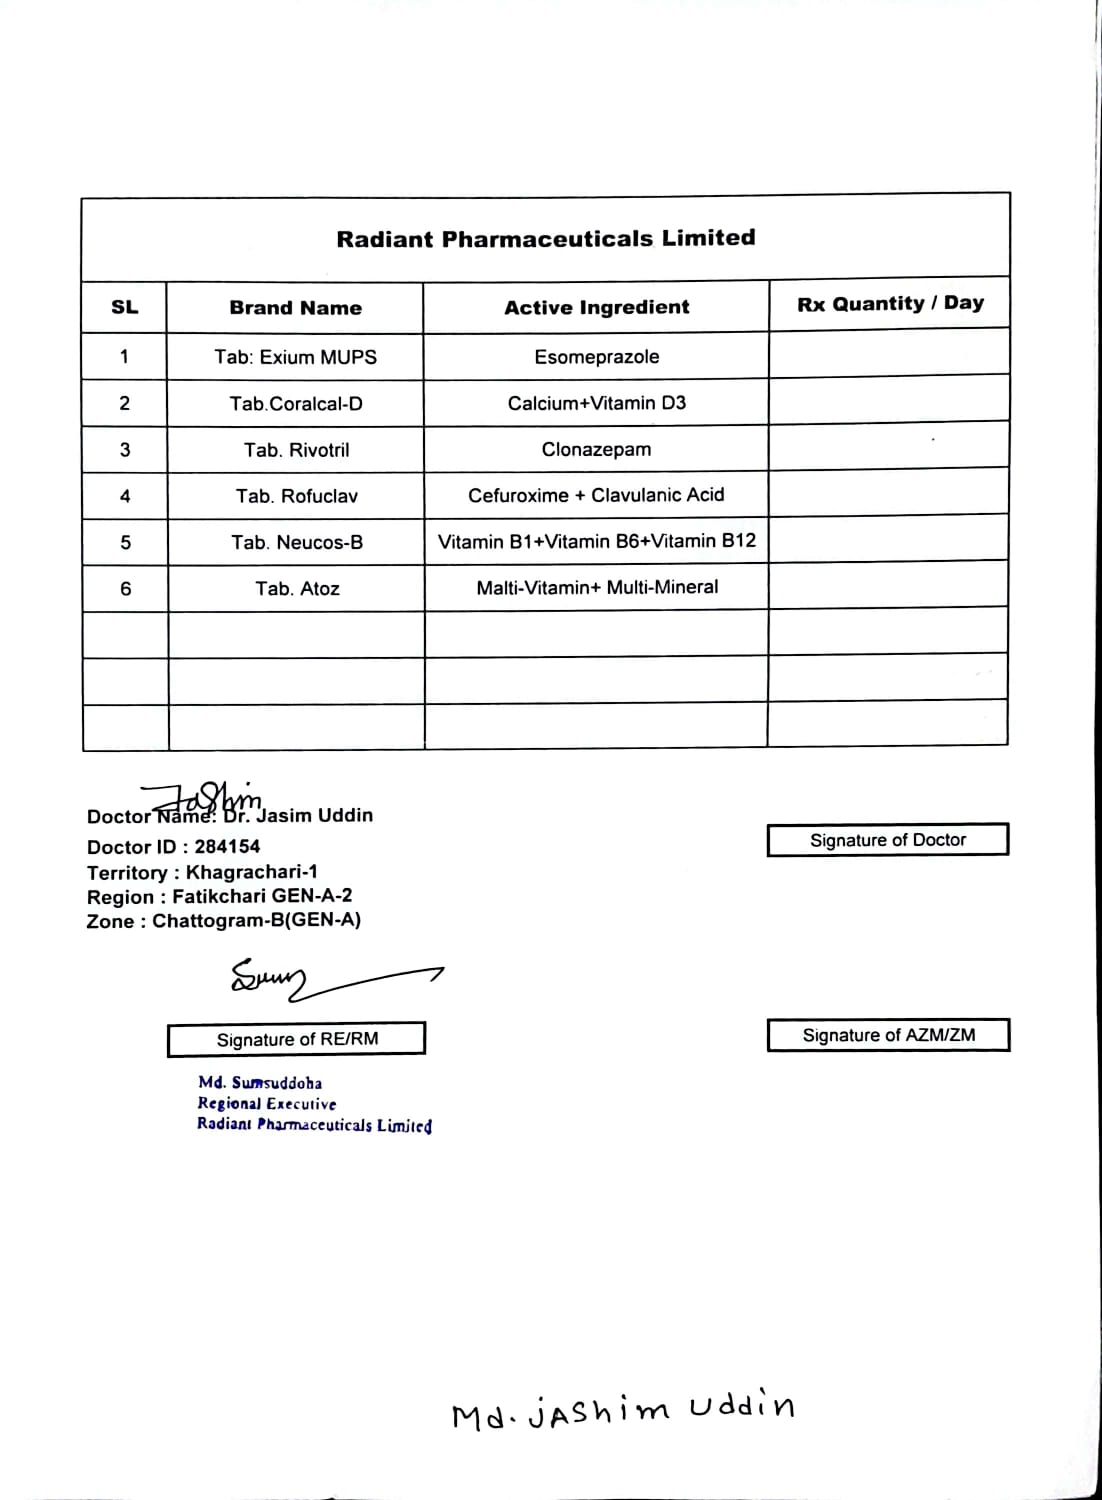 Radiant Pharmaceuticals Limited
SL Brand Name Active Ingredient Rx Quantity / Day
1 Tab: Exium MUPS Esomeprazole
2 Tab.Coralcal-D Calcium+Vitamin D3
3 Tab. Rivotril Clonazepam
4 Tab. Rofuclav Cefuroxime + Clavulanic Acid
5 Tab. Neucos-B Vitamin B1+Vitamin B6+Vitamin B12
6 Tab. Atoz Malti-Vitamin+ Multi-Mineral
Jashim
Doctor Name: Dr. Jasim Uddin
Doctor ID : 284154
Signature of Doctor
Territory : Khagrachari-1
Region : Fatikchari GEN-A-2
Zone : Chattogram-B(GEN-A)
Signature of RE/RM
Signature of AZM/ZM
Md. Sumsuddoha
Regional Executive
Radiant Pharmaceuticals Limited
Md. jAShim Uddin